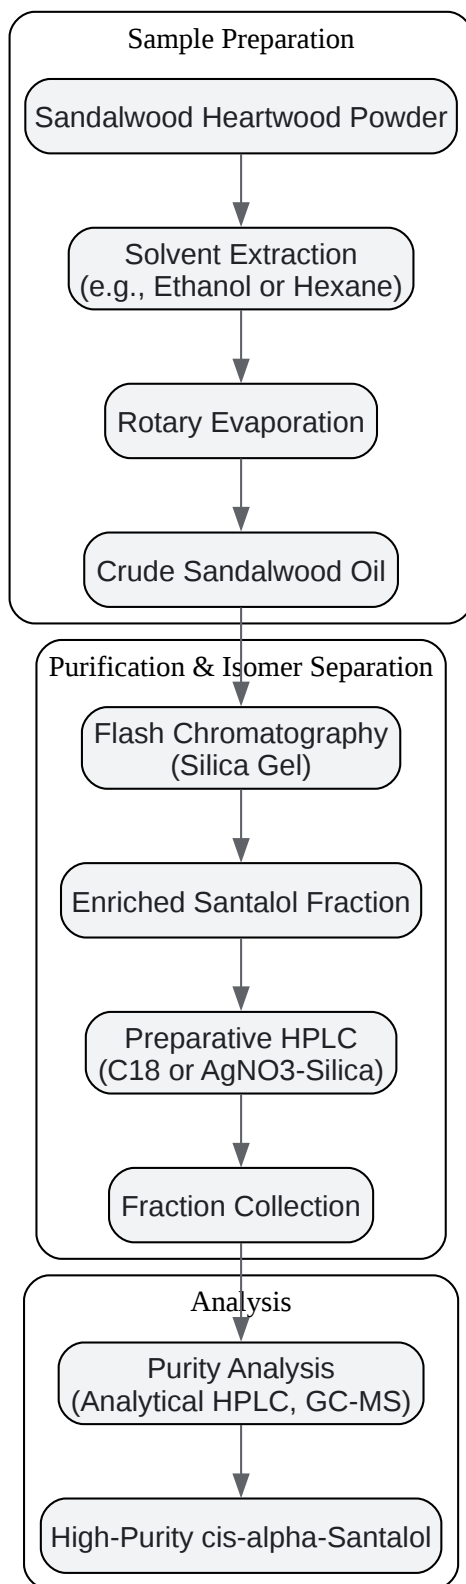 Sample Preparation
Sandalwood Heartwood Powder
Solvent Extraction
(e.g., Ethanol or Hexane)
Rotary Evaporation
Crude Sandalwood Oil
Purification & Isomer Separation
Flash Chromatography
(Silica Gel)
Enriched Santalol Fraction
Preparative HPLC
(C18 or AgNO3-Silica)
Fraction Collection
Analysis
Purity Analysis
(Analytical HPLC, GC-MS)
High-Purity cis-alpha-Santalol